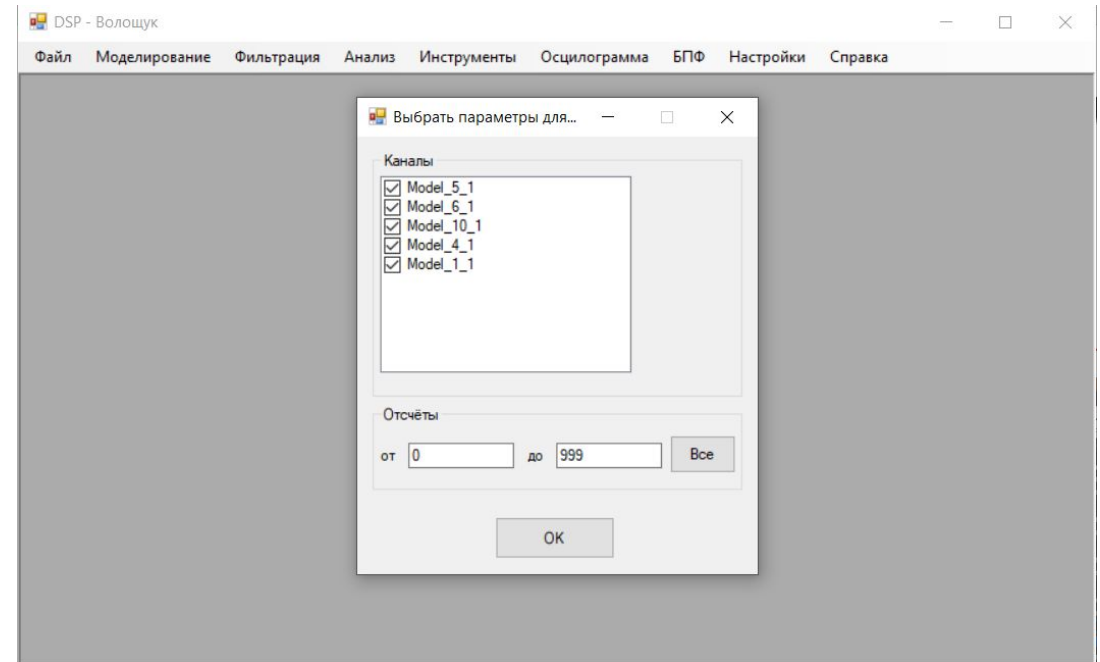 DSP - Волощук
Файл Моделирование Фильтрация Анализ Инструменты Осцилограмма БПФ Настройки Справка
Выбрать параметры для...
Каналы
Model_5_1
Model_6_1
Model_10_1
Model_4_1
Model_1_1
Отсчёты
от 0 до 999 Все
OK